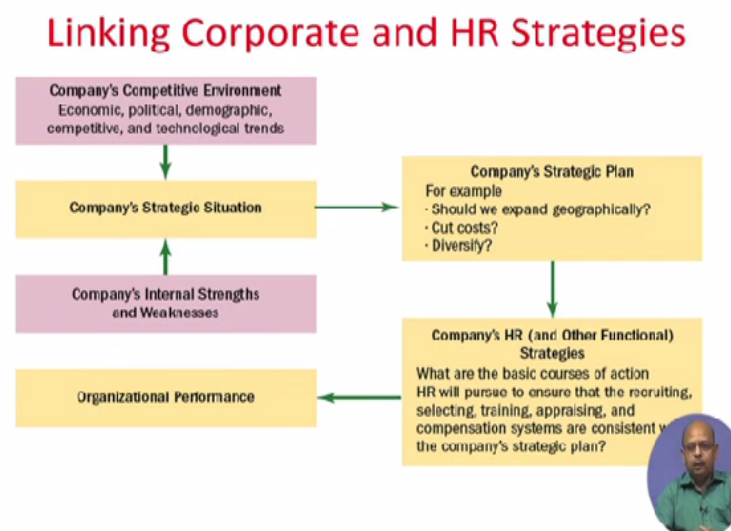 Linking Corporate and HR Strategies
Company's Competitive Environment
Economic, political, demographic,
competitive, and technological trends
Company's Strategic Situation
Company's Internal Strengths
and Weaknesses
Company's Strategic Plan
For example
· Should we expand geographically?
· Cut costs?
· Diversify?
Company's HR (and Other Functional)
Strategies
What are the basic courses of action
HR will pursue to ensure that the recruiting,
selecting, training, appraising, and
compensation systems are consistent
the company's strategic plan?
Organizational Performance